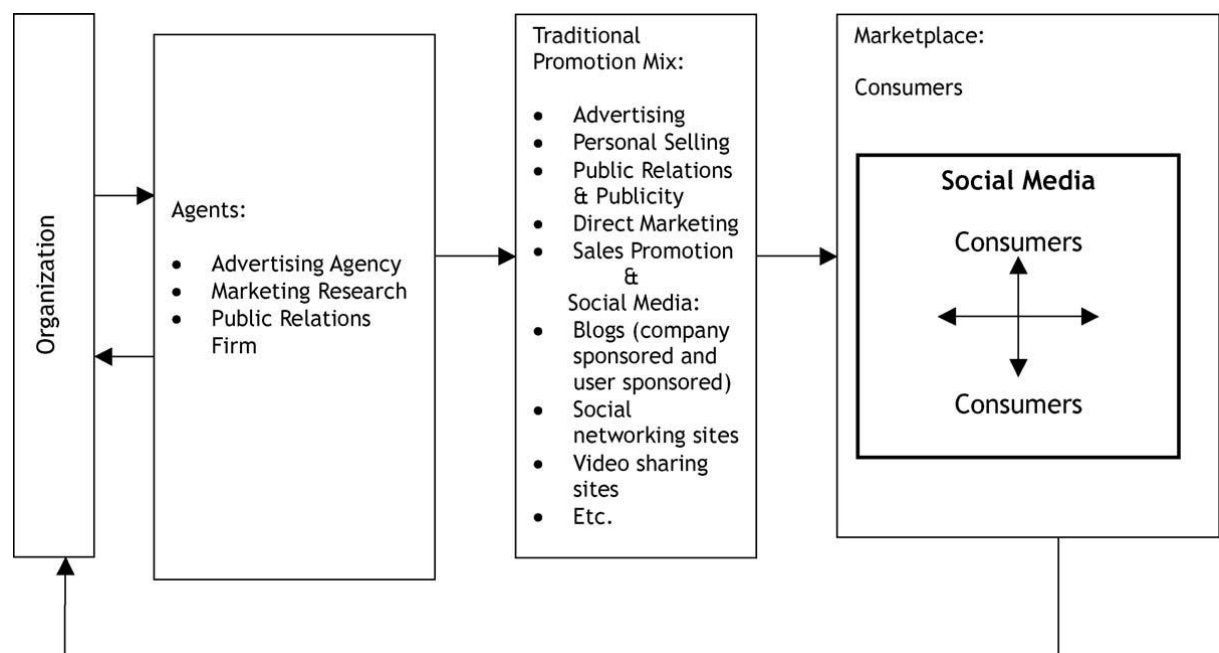 Organization
Agents:
● Advertising Agency
● Marketing Research
● Public Relations
Firm
Traditional
Promotion Mix:
● Advertising
● Personal Selling
● Public Relations
& Publicity
● Direct Marketing
● Sales Promotion
&
Social Media:
● Blogs (company
sponsored and
user sponsored)
● Social
networking sites
● Video sharing
sites
● Etc.
Marketplace:
Consumers
Social Media
Consumers
Consumers